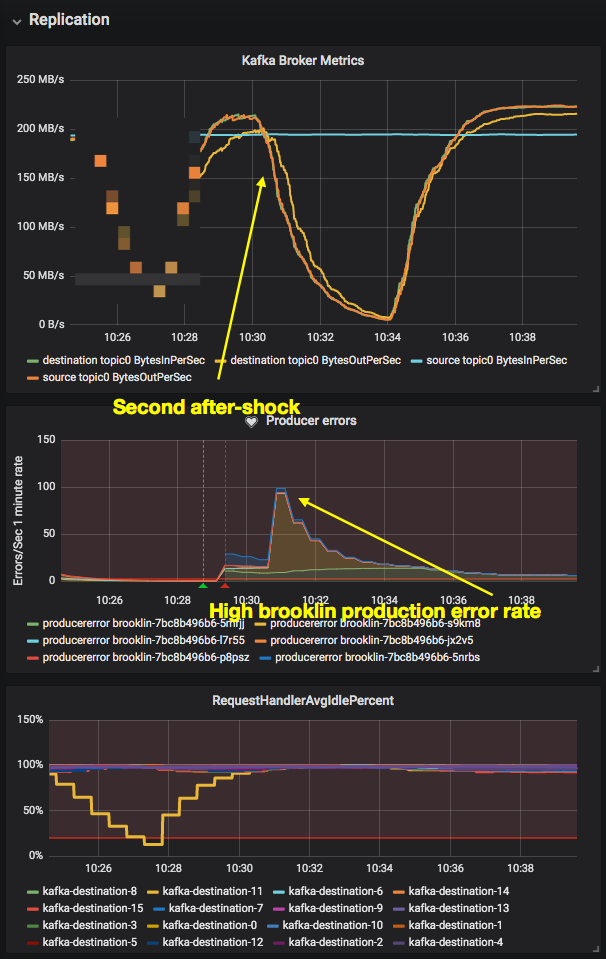 Replication
Kafka Broker Metrics
250 MB/s
200 MB/s
150 MB/s
100 MB/s
50 MB/s
0 B/s
10:26 10:28 10:30 10:32 10:34 10:36 10:38
destination topic0 BytesInPerSec destination topic0 BytesOutPerSec source topic0 BytesInPerSec
source topic0 BytesOutPerSec
Second after-shock
Producer errors
Errors/Sec 1 minute rate
150
100
50
0
10:26 10:28 10:30 10:32 10:34 10:36 10:38
High brooklin production error rate
producererror brooklin-7bc8b496b6-5mfjj producererror brooklin-7bc8b496b6-s9km8
producererror brooklin-7bc8b496b6-l7r55 producererror brooklin-7bc8b496b6-jx2v5
producererror brooklin-7bc8b496b6-p8psz producererror brooklin-7bc8b496b6-5nrbs
RequestHandlerAvgIdlePercent
150%
100%
50%
0%
10:26 10:28 10:30 10:32 10:34 10:36 10:38
kafka-destination-8 kafka-destination-11 kafka-destination-6 kafka-destination-14
kafka-destination-15 kafka-destination-7 kafka-destination-9 kafka-destination-13
kafka-destination-3 kafka-destination-0 kafka-destination-10 kafka-destination-1
kafka-destination-5 kafka-destination-12 kafka-destination-2 kafka-destination-4